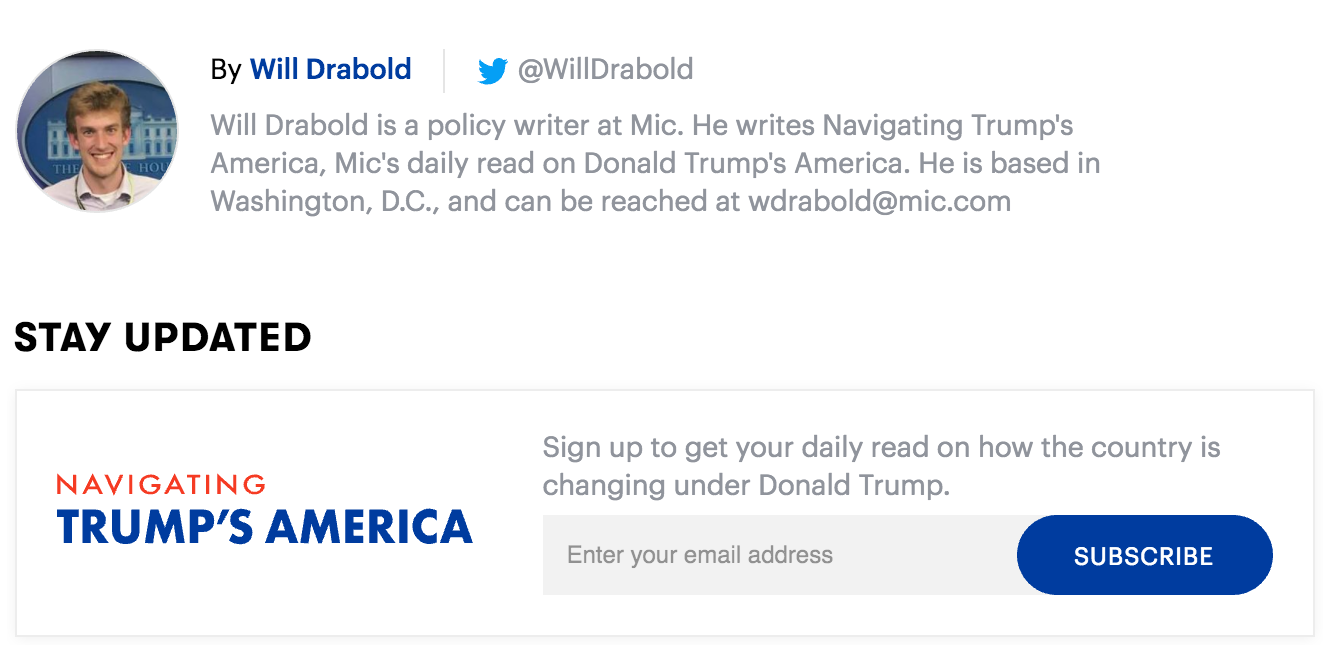 By Will Drabold @WillDrabold
Will Drabold is a policy writer at Mic. He writes Navigating Trump's
America, Mic's daily read on Donald Trump's America. He is based in
Washington, D.C., and can be reached at wdrabold@mic.com
THE HOU
STAY UPDATED
NAVIGATING
TRUMP'S AMERICA
Sign up to get your daily read on how the country is
changing under Donald Trump.
Enter your email address
SUBSCRIBE